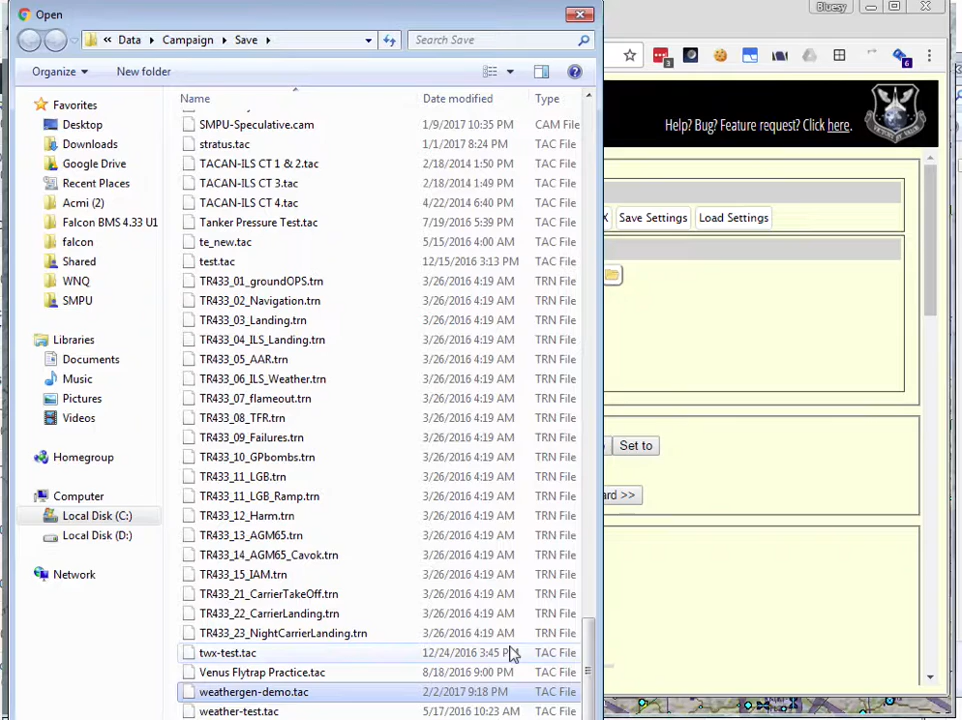 Open
Bluesy
« Data ▸ Campaign ▸ Save ▸
Search Save
3
6
Organize
New folder
Help? Bug? Feature request? Click here.
Name
Date modified
Type
Favorites
Desktop
Downloads
Google Drive
Recent Places
Acmi (2)
Falcon BMS 4.33 U1
falcon
Shared
WNQ
SMPU
Libraries
Documents
Music
Pictures
Videos
Homegroup
Computer
Local Disk (C:)
Local Disk (D:)
Network
SMPU-Speculative.cam 1/9/2017 10:35 PM CAM File
stratus.tac 1/1/2017 8:24 PM TAC File
TACAN-ILS CT 1 & 2.tac 2/18/2014 1:50 PM TAC File
TACAN-ILS CT 3.tac 2/18/2014 1:49 PM TAC File
TACAN-ILS CT 4.tac 4/22/2014 6:40 PM TAC File
Tanker Pressure Test.tac 7/19/2016 5:39 PM TAC File
te_new.tac 5/15/2016 4:00 AM TAC File
test.tac 12/15/2016 3:13 PM TAC File
TR433_01_groundOPS.trn 3/26/2016 4:19 AM TRN File
TR433_02_Navigation.trn 3/26/2016 4:19 AM TRN File
TR433_03_Landing.trn 3/26/2016 4:19 AM TRN File
TR433_04_ILS_Landing.trn 3/26/2016 4:19 AM TRN File
TR433_05_AAR.trn 3/26/2016 4:19 AM TRN File
TR433_06_ILS_Weather.trn 3/26/2016 4:19 AM TRN File
TR433_07_flameout.trn 3/26/2016 4:19 AM TRN File
TR433_08_TFR.trn 3/26/2016 4:19 AM TRN File
TR433_09_Failures.trn 3/26/2016 4:19 AM TRN File
TR433_10_GPbombs.trn 3/26/2016 4:19 AM TRN File
TR433_11_LGB.trn 3/26/2016 4:19 AM TRN File
TR433_11_LGB_Ramp.trn 3/26/2016 4:19 AM TRN File
TR433_12_Harm.trn 3/26/2016 4:19 AM TRN File
TR433_13_AGM65.trn 3/26/2016 4:19 AM TRN File
TR433_14_AGM65_Cavok.trn 3/26/2016 4:19 AM TRN File
TR433_15_IAM.trn 3/26/2016 4:19 AM TRN File
TR433_21_CarrierTakeOff.trn 3/26/2016 4:19 AM TRN File
TR433_22_CarrierLanding.trn 3/26/2016 4:19 AM TRN File
TR433_23_NightCarrierLanding.trn 3/26/2016 4:19 AM TRN File
twx-test.tac 12/24/2016 3:45 P TAC File
Venus Flytrap Practice.tac 8/18/2016 9:00 PM TAC File
weathergen-demo.tac 2/2/2017 9:18 PM TAC File
weather-test.tac 5/17/2016 10:23 AM TAC File
X Save Settings Load Settings
Set to
ard >>